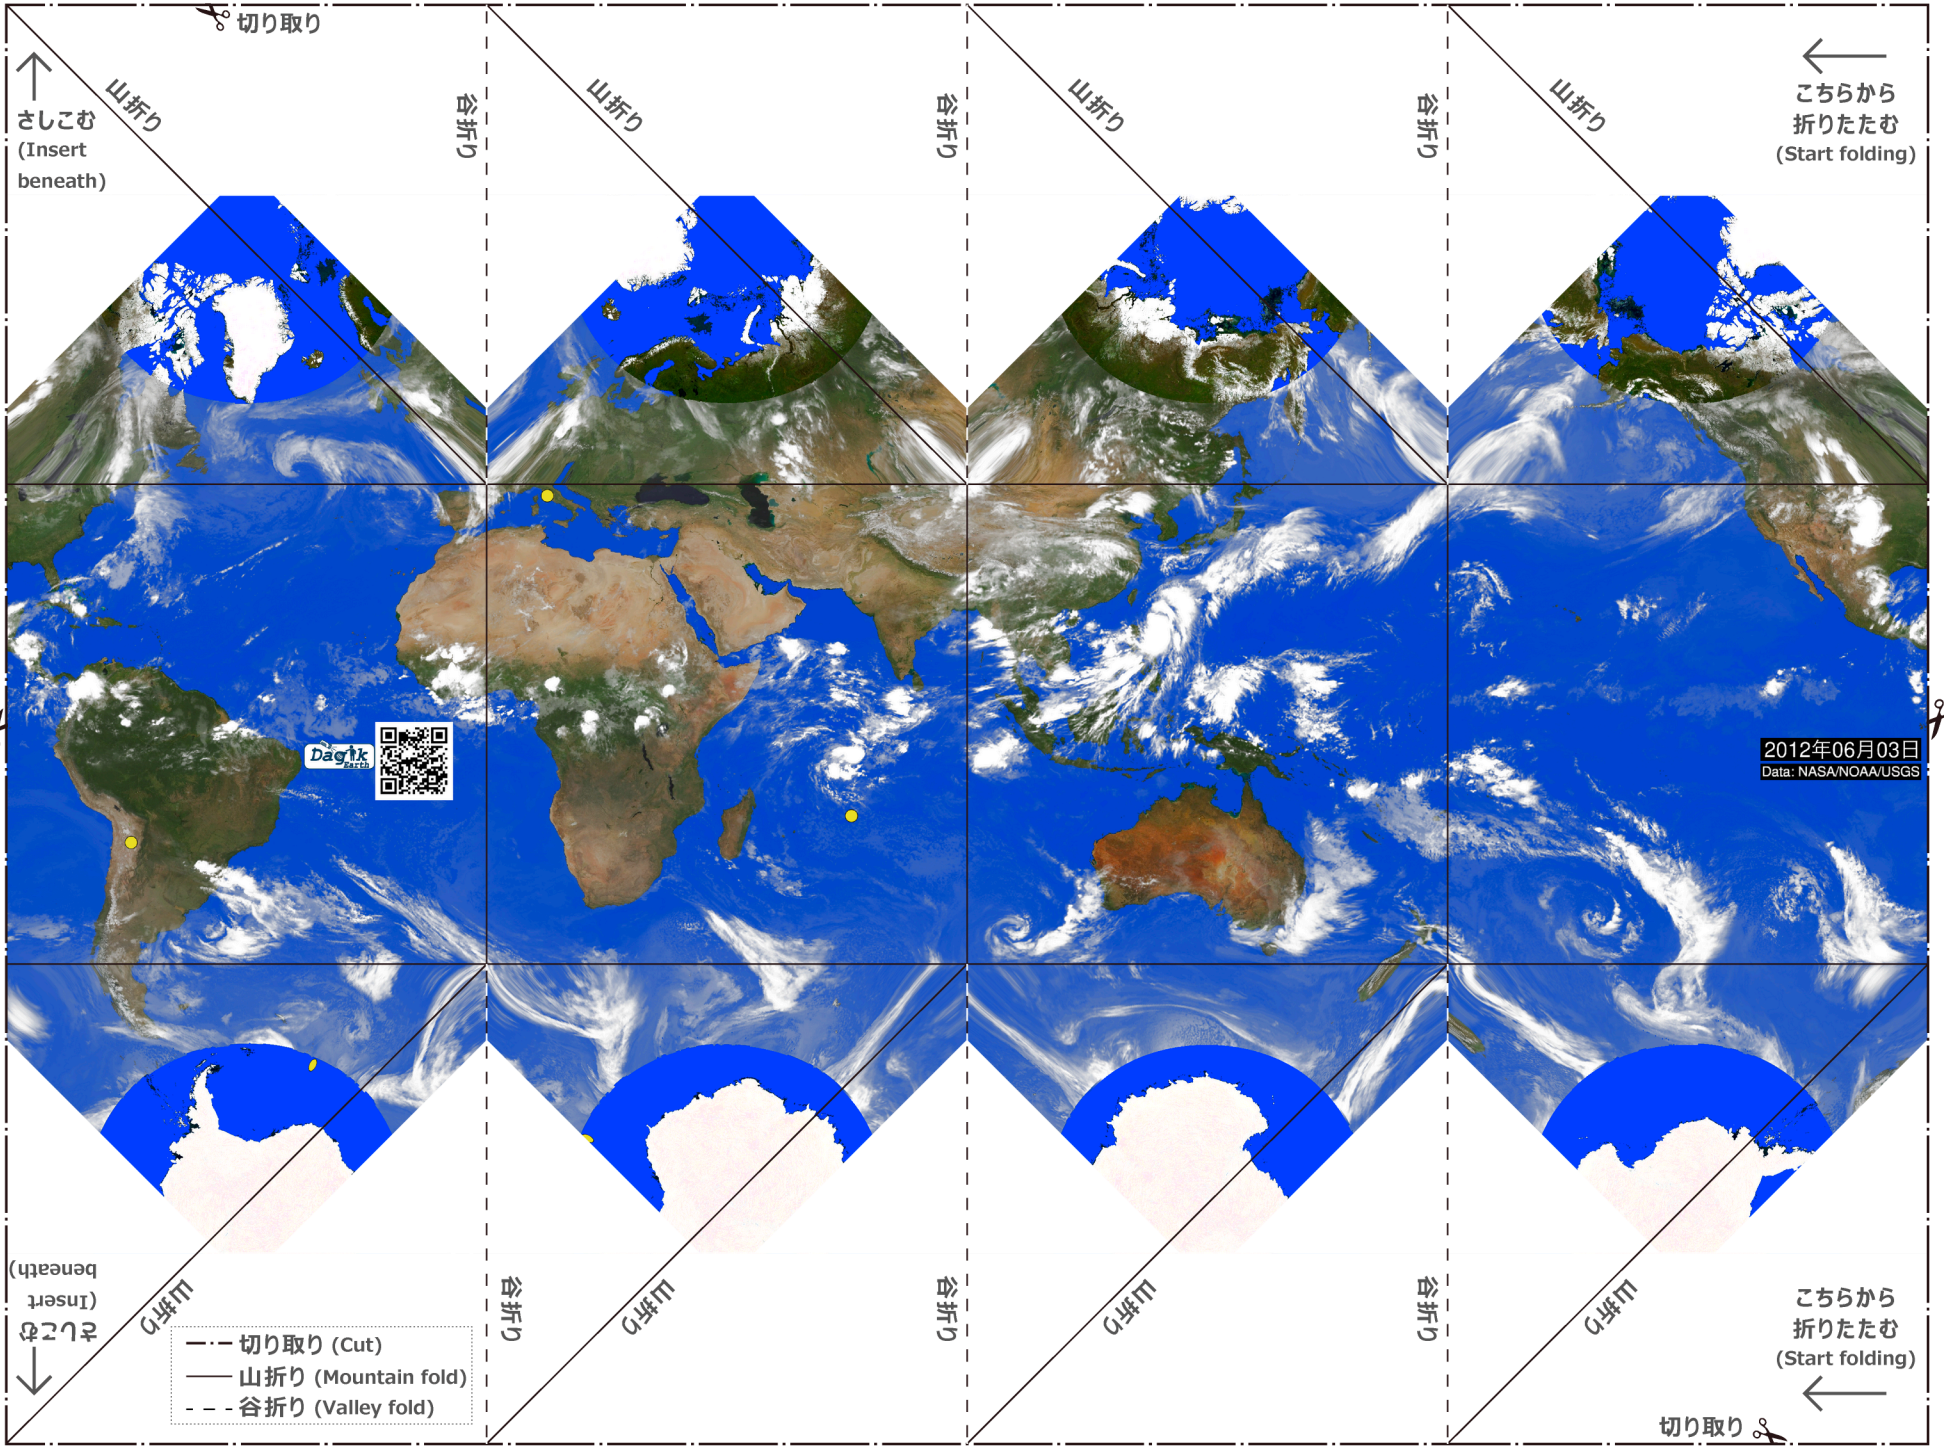 切り取り
山折り
谷折り
山折り
谷折り
山折り
谷折り
山折り
さしこむ
(Insert
beneath)
こちらから
折りたたむ
(Start folding)
Dagik
Earth
2012年06月03日
Data: NASA/NOAA/USGS
さしこむ
(Insert
beneath)
山折り
谷折り
山折り
谷折り
山折り
谷折り
山折り
こちらから
折りたたむ
(Start folding)
切り取り (Cut)
山折り (Mountain fold)
谷折り (Valley fold)
切り取り